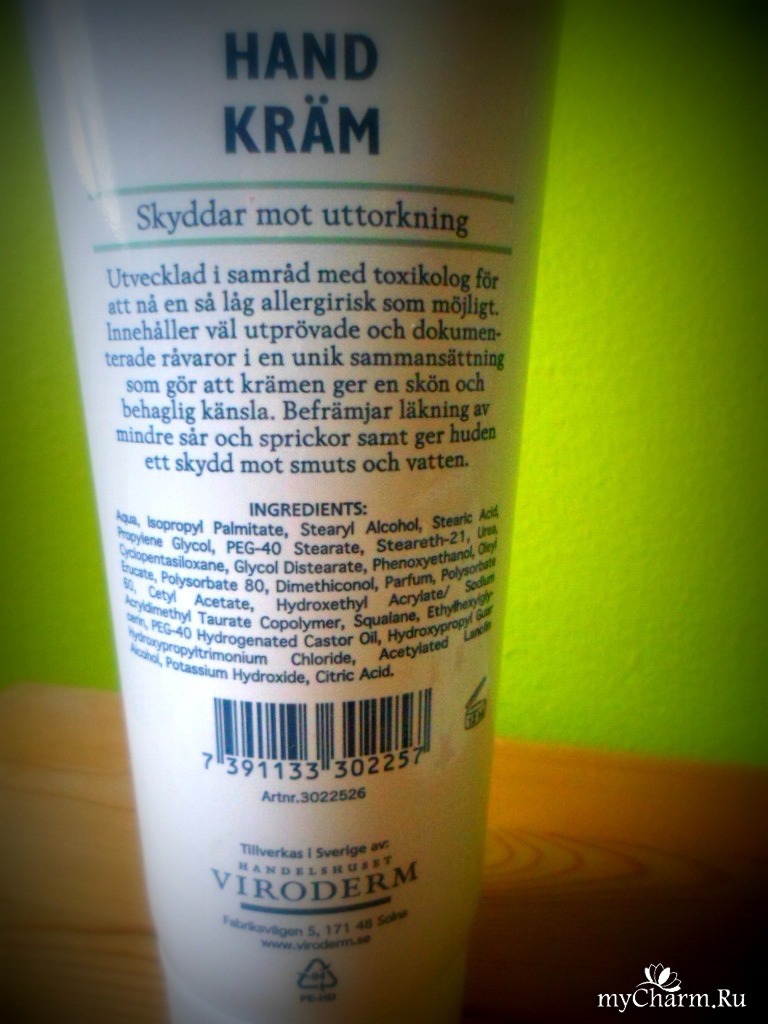 HAND
KRÄM
Skyddar mot uttorkning
Utvecklad i samråd med toxikolog för
att nå en så låg allergirisk som möjligt.
Innehåller väl utprövade och dokumen-
terade råvaror i en unik sammansättning
som gör att krämen ger en skön och
behaglig känsla. Befrämjar läkning av
mindre sår och sprickor samt ger huden
ett skydd mot smuts och vatten.
INGREDIENTS:
Aqua, Isopropyl Palmitate, Stearyl Alcohol, Stearic Acid,
Propylene Glycol, PEG-40 Stearate, Steareth-21, Urea,
Cyclopentasiloxane, Glycol Distearate, Phenoxyethanol, Oleyl
Erucate, Polysorbate 80, Dimethiconol, Parfum, Polysorbate
60, Cetyl Acetate, Hydroxethyl Acrylate/ Sodium
Acryldimethyl Taurate Copolymer, Squalane, Ethylhexylgly-
cerin, PEG-40 Hydrogenated Castor Oil, Hydroxypropyl Guar
Hydroxypropyltrimonium Chloride, Acetylated Lanolin
Alcohol, Potassium Hydroxide, Citric Acid.
7 391133 302257
Artnr.3022526
Tillverkas i Sverige av:
HANDELSHUSET
VIRODERM
Fabriksvägen 5, 171 48 Solna
www.viroderm.se
PE-HD
myCharm.Ru